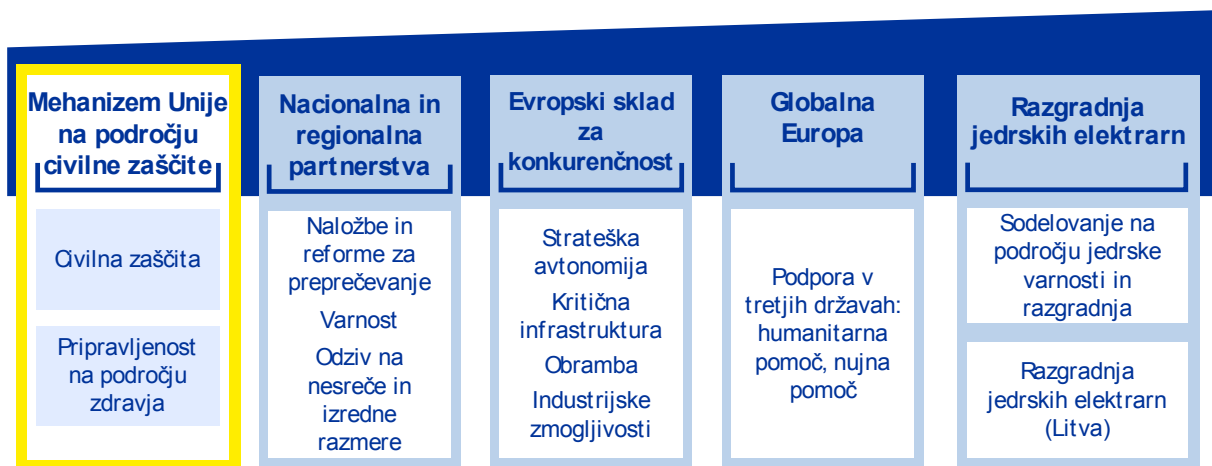 Mehanizem Unije
na področju
civilne zaščite
Civilna zaščita
Pripravljenost
na področju
zdravja
Nacionalna in
regionalna
partnerstva
Naložbe in
reforme za
preprečevanje
Varnost
Odziv na
nesreče in
izredne
razmere
Evropski sklad
za
konkurenčnost
Strateška
avtonomija
Kritična
infrastruktura
Obramba
Industrijske
zmogljivosti
Globalna
Europa
Podpora v
tretjih državah:
humanitarna
pomoč, nujna
pomoč
Razgradnja
jedrskih elektrarn
Sodelovanje na
področju jedrske
varnosti in
razgradnja
Razgradnja
jedrskih elektrarn
(Litva)